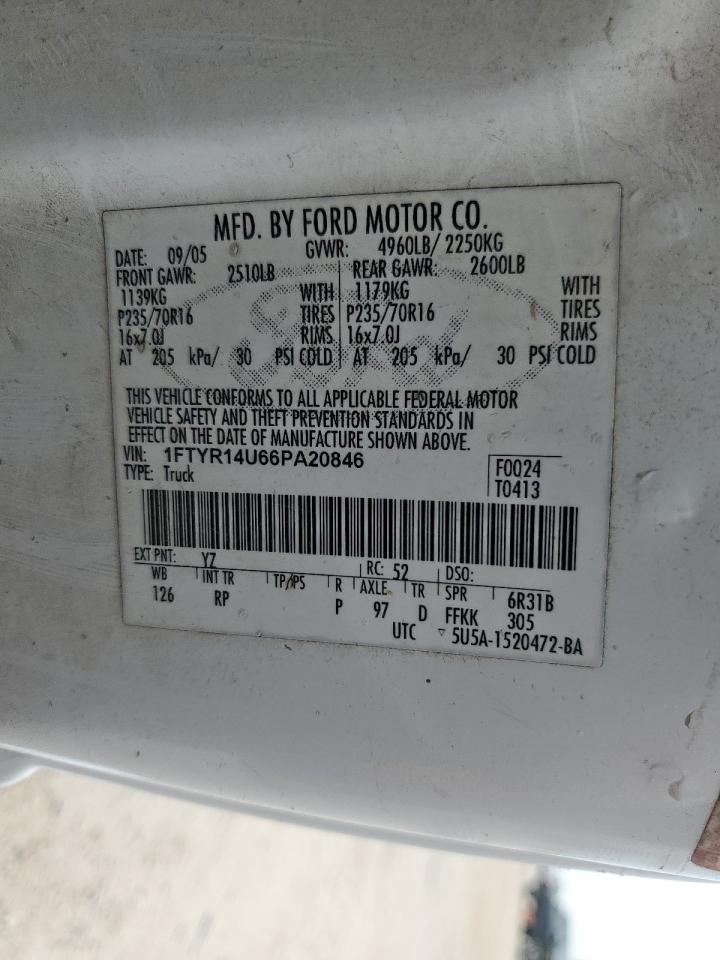 MFD. BY FORD MOTOR CO.
DATE: 09/05 GVWR: 4960LB/ 2250KG
FRONT GAWR: 2510LB REAR GAWR: 2600LB
1139KG WITH 1179KG WITH
P235/70R16 TIRES P235/70R16 TIRES
16x7.0J RIMS 16x7.0J RIMS
AT 205 kPa/ 30 PSI COLD AT 205 kPa/ 30 PSI COLD
THIS VEHICLE CONFORMS TO ALL APPLICABLE FEDERAL MOTOR
VEHICLE SAFETY AND THEFT PREVENTION STANDARDS IN
EFFECT ON THE DATE OF MANUFACTURE SHOWN ABOVE.
VIN: 1FTYR14U66PA20846 F0024
TYPE: Truck T0413
EXT PNT: YZ RC: 52 DSO:
WB INT TR TP/PS R AXLE TR SPR 6R31B
126 RP P 97 D FFKK 305
UTC ▽ 5U5A-1520472-BA